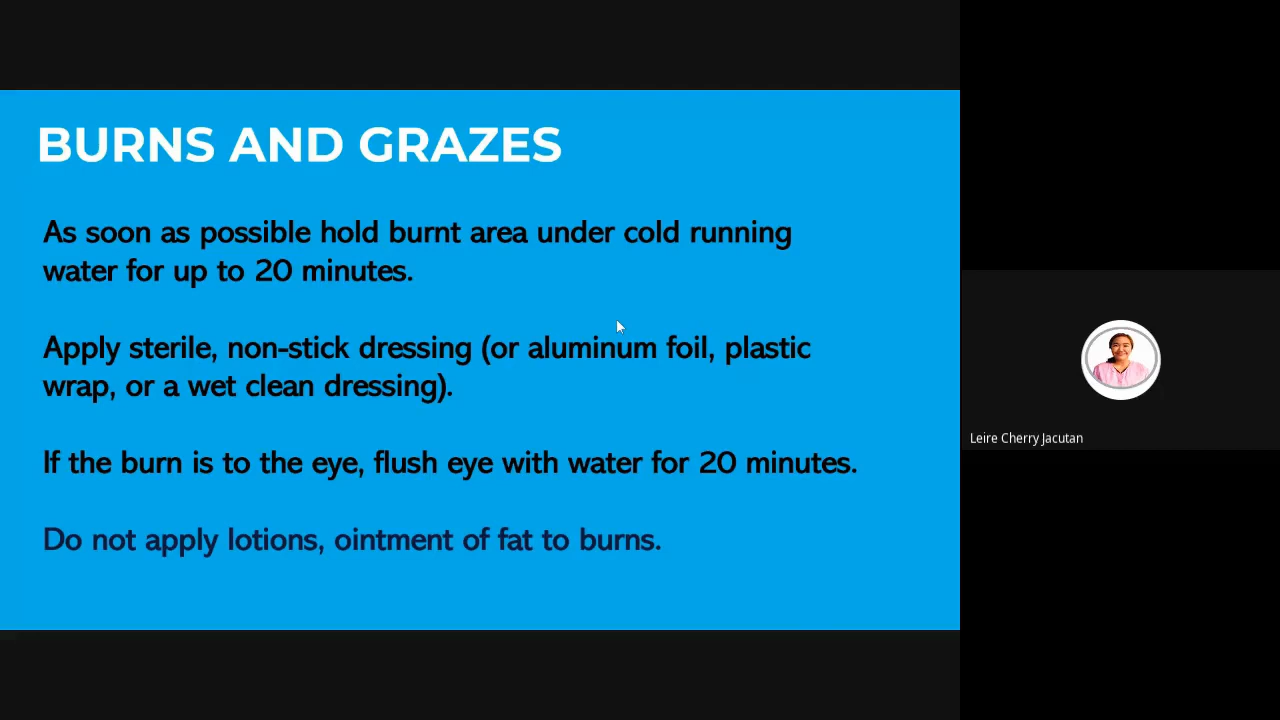 BURNS AND GRAZES
As soon as possible hold burnt area under cold running
water for up to 20 minutes.
Apply sterile, non-stick dressing (or aluminum foil, plastic
wrap, or a wet clean dressing).
If the burn is to the eye, flush eye with water for 20 minutes.
Do not apply lotions, ointment of fat to burns.
Leire Cherry Jacutan